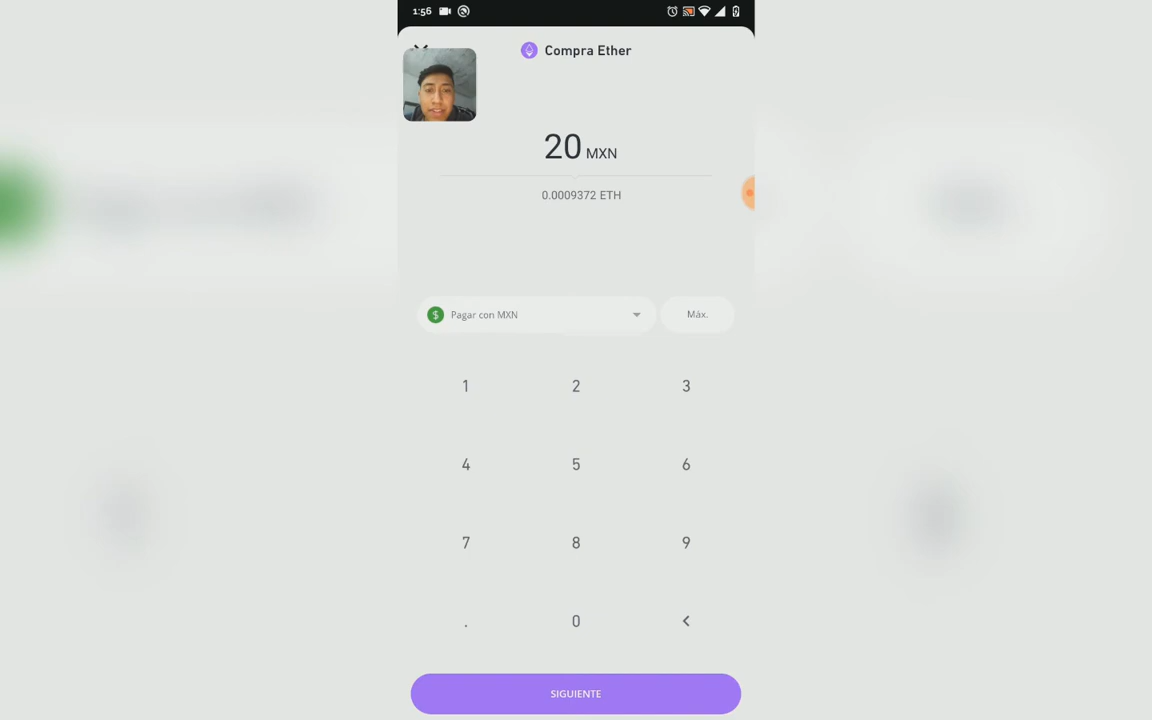 1:56
Compra Ether
20 MXN
0.0009372 ETH
$ Pagar con MXN
Máx.
1 2 3
4 5 6
7 8 9
. 0
SIGUIENTE